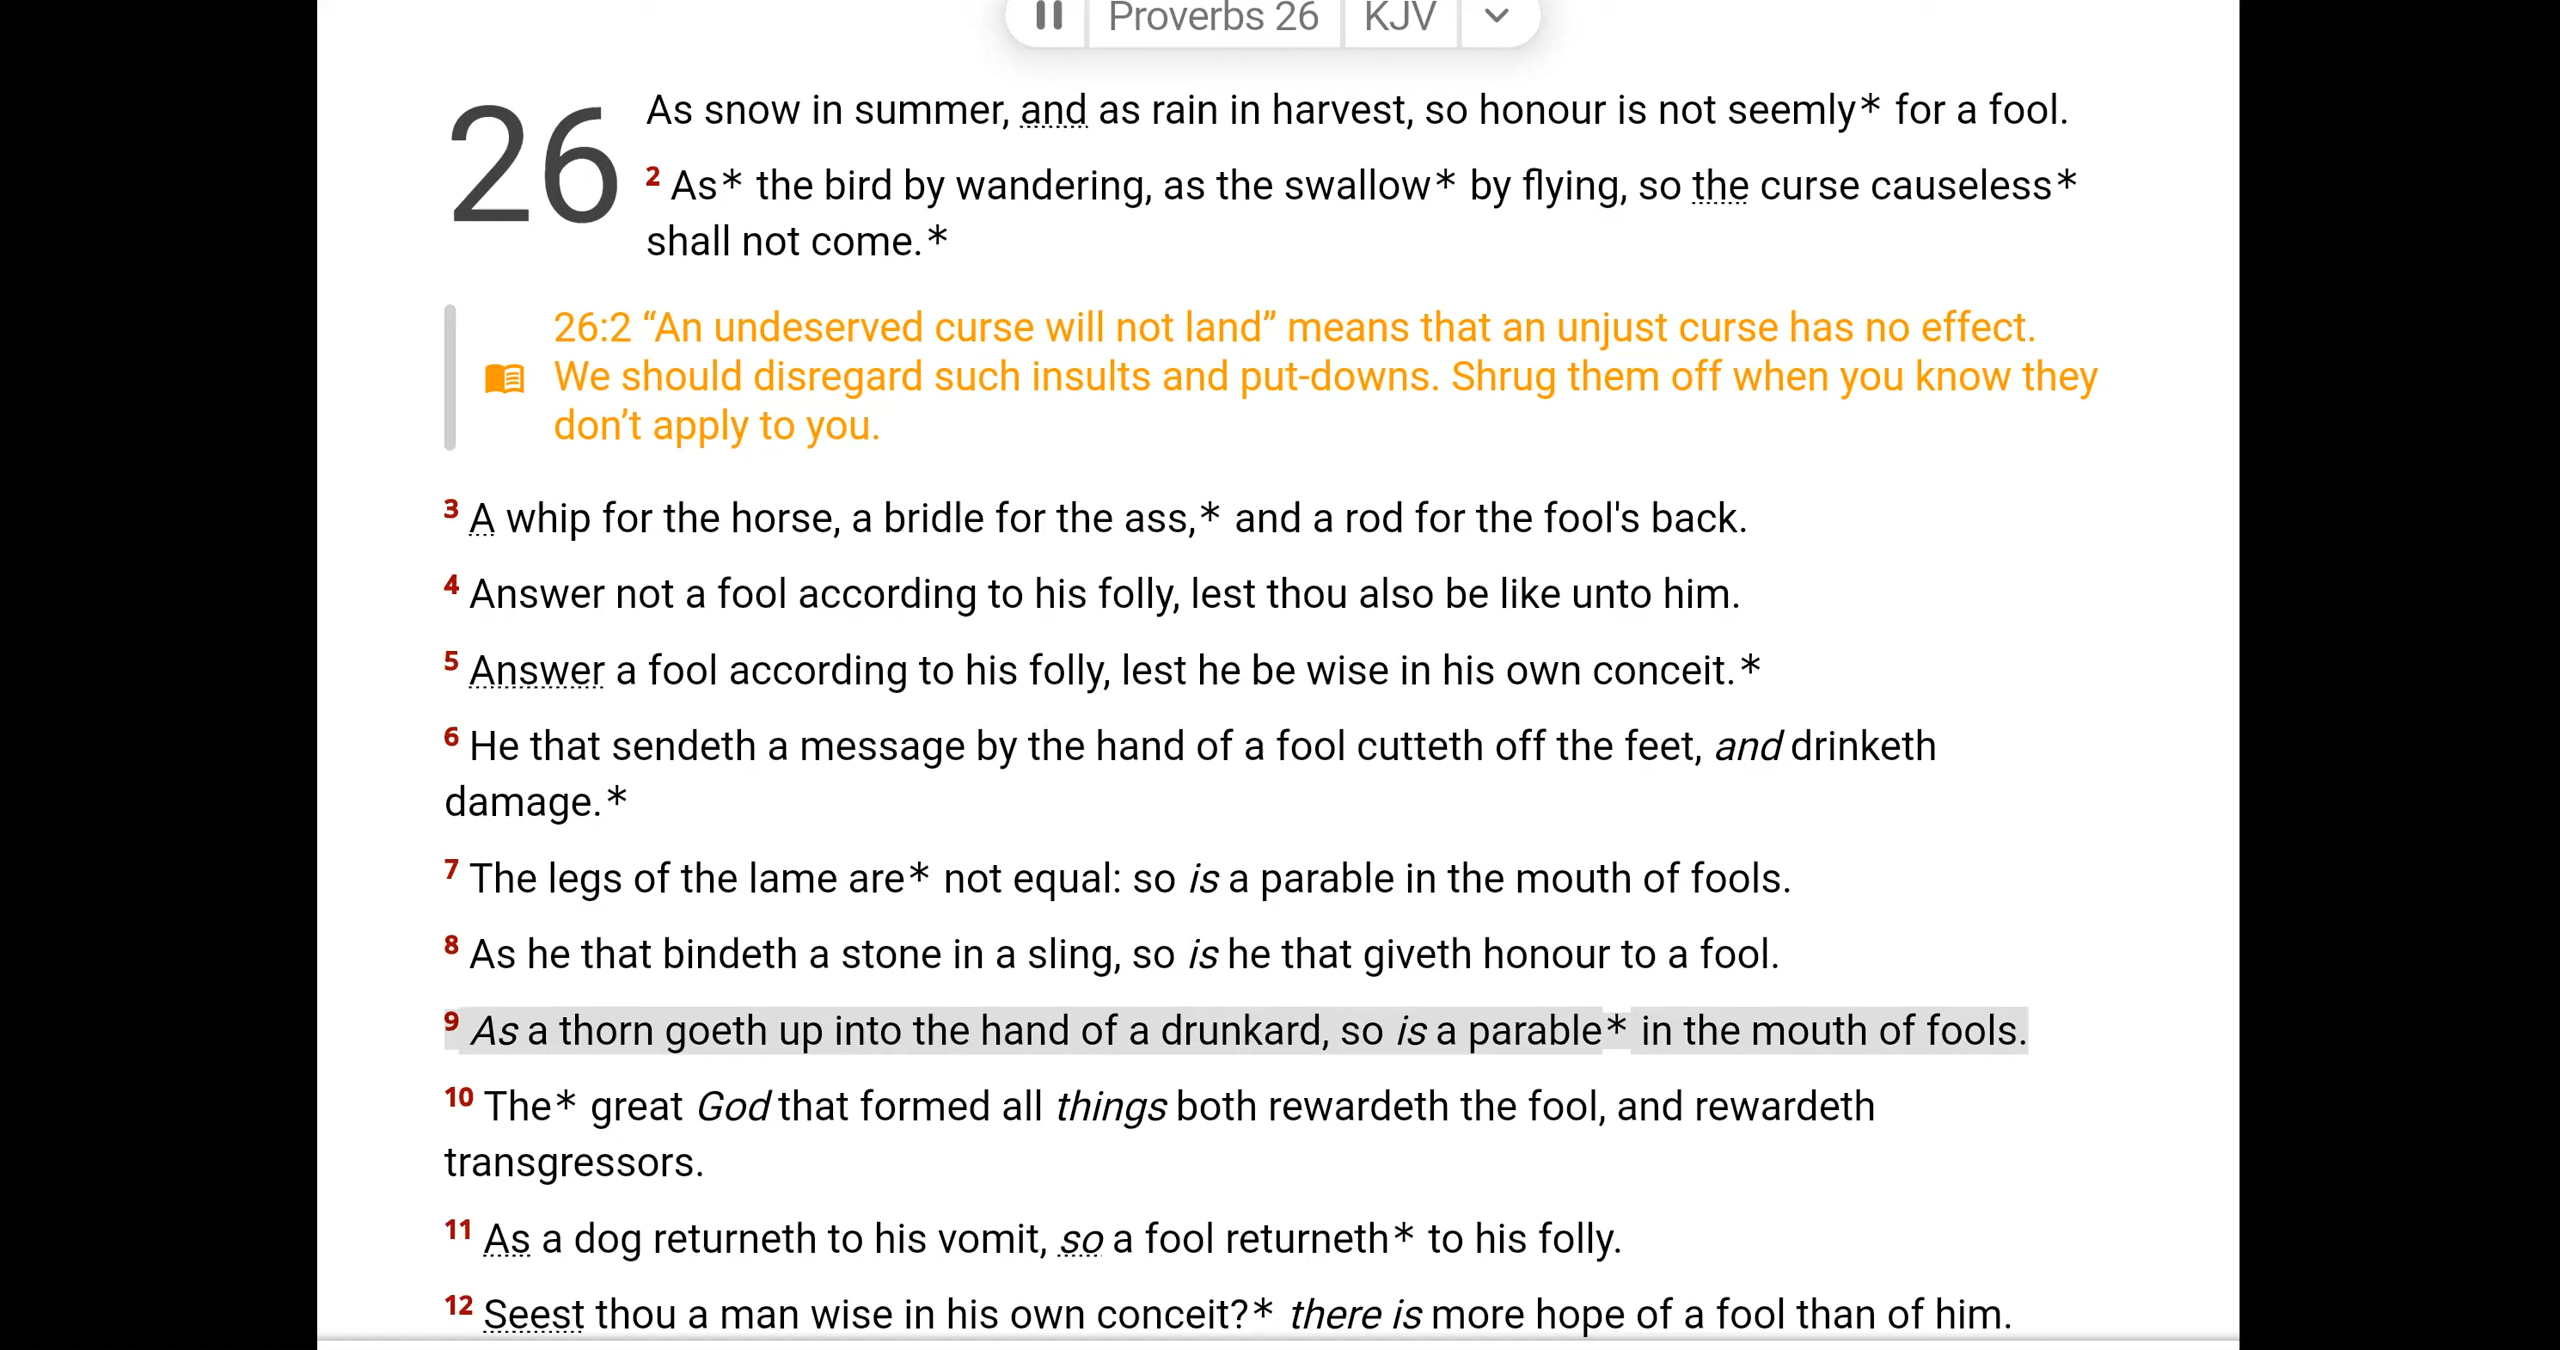 Proverbs 26 KJV
26 As snow in summer, and as rain in harvest, so honour is not seemly* for a fool.
2 As* the bird by wandering, as the swallow* by flying, so the curse causeless*
shall not come.*
26:2 “An undeserved curse will not land” means that an unjust curse has no effect.
We should disregard such insults and put-downs. Shrug them off when you know they
don’t apply to you.
3 A whip for the horse, a bridle for the ass,* and a rod for the fool's back.
4 Answer not a fool according to his folly, lest thou also be like unto him.
5 Answer a fool according to his folly, lest he be wise in his own conceit.*
6 He that sendeth a message by the hand of a fool cutteth off the feet, and drinketh
damage.*
7 The legs of the lame are* not equal: so is a parable in the mouth of fools.
8 As he that bindeth a stone in a sling, so is he that giveth honour to a fool.
9 As a thorn goeth up into the hand of a drunkard, so is a parable* in the mouth of fools.
10 The* great God that formed all things both rewardeth the fool, and rewardeth
transgressors.
11 As a dog returneth to his vomit, so a fool returneth* to his folly.
12 Seest thou a man wise in his own conceit?* there is more hope of a fool than of him.